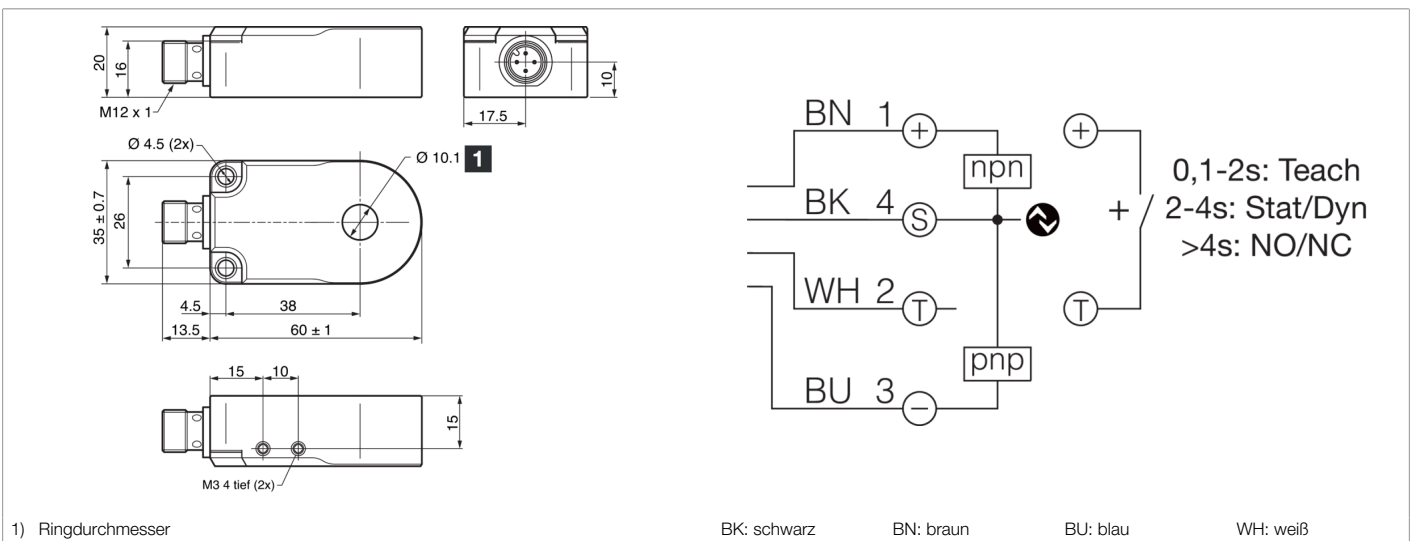 20
16
M12 x 1
10
17.5
Ø 4.5 (2x)
Ø 10.1 1
35 ± 0.7
26
4.5 38
13.5 60 ± 1
15 10
15
M3 4 tief (2x)
BN 1 +
npn
BK 4 S
WH 2 T
pnp
BU 3 −
+
+
T
0,1-2s: Teach
2-4s: Stat/Dyn
>4s: NO/NC
1) Ringdurchmesser
BK: schwarz BN: braun BU: blau WH: weiß